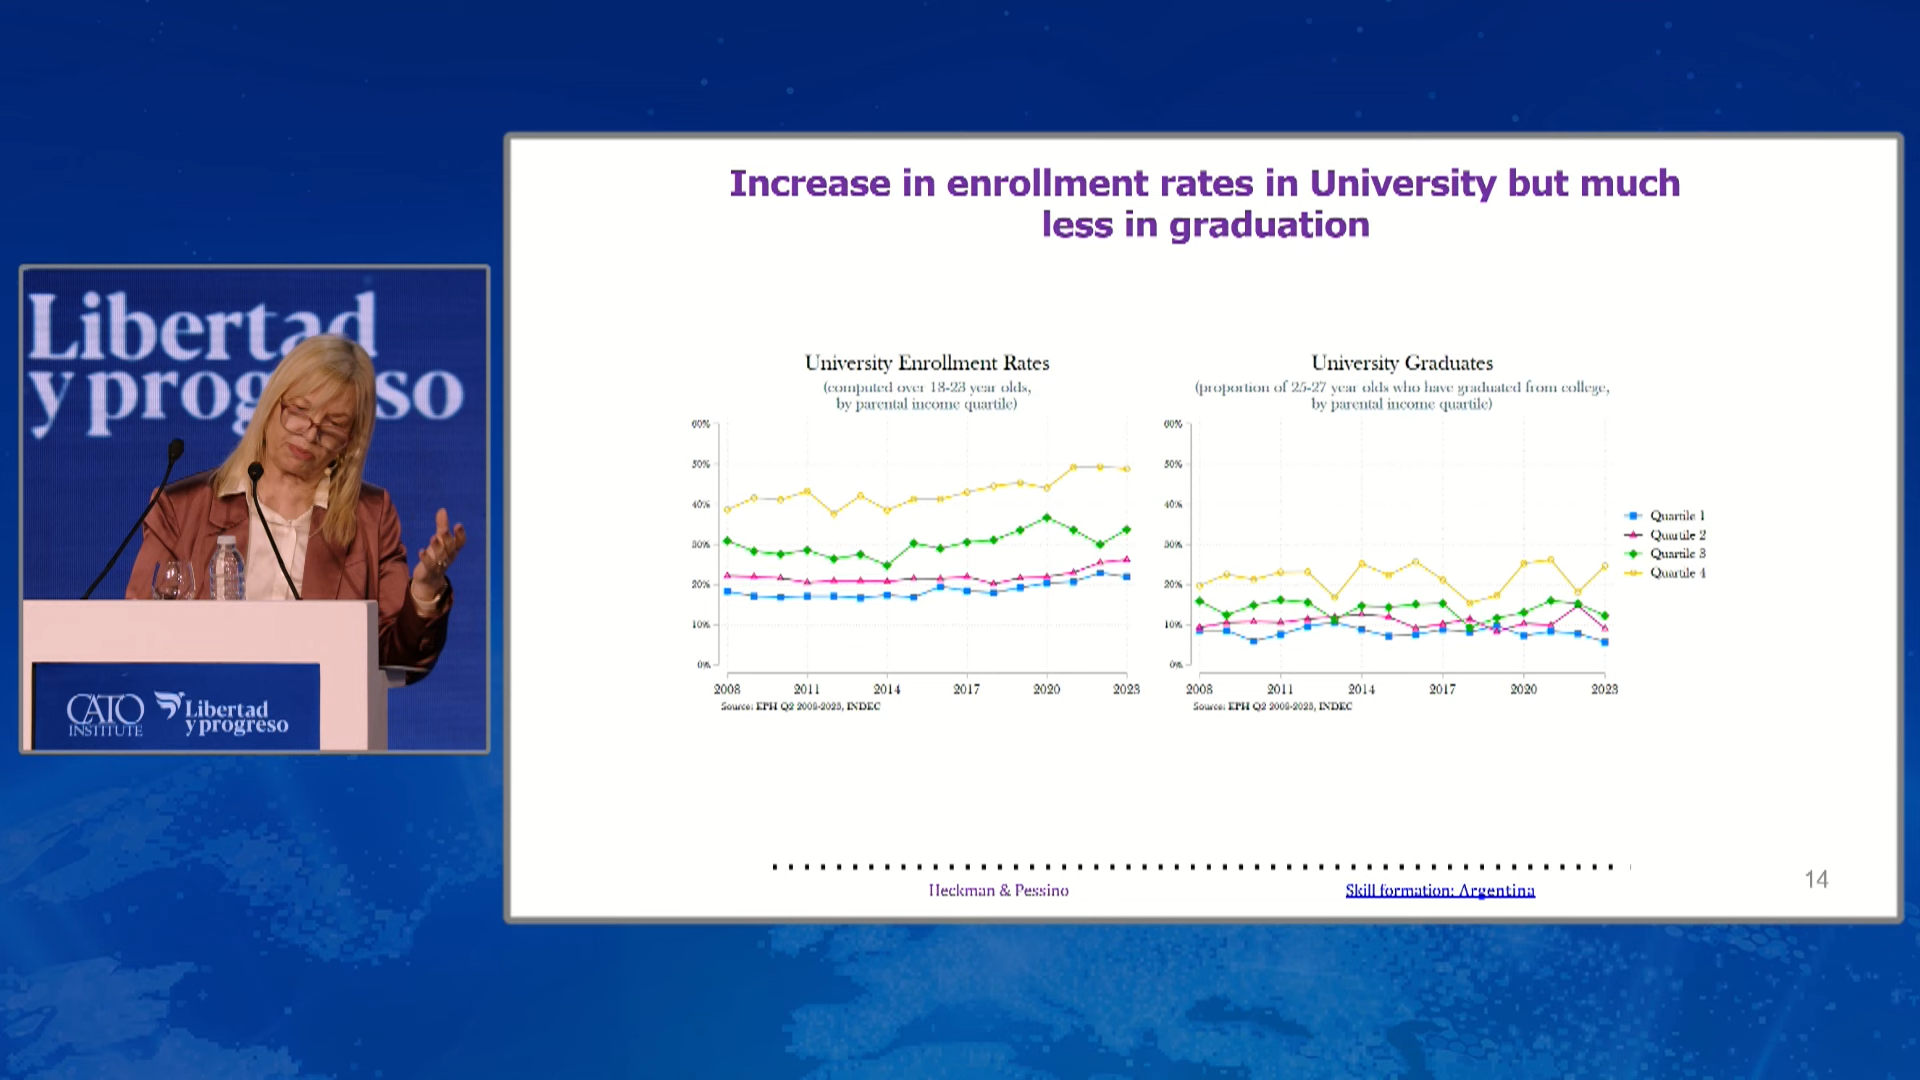 Increase in enrollment rates in University but much
less in graduation
Libertad
y progreso
CATO
INSTITUTE
Libertad
y progreso
University Enrollment Rates
(computed over 18-23 year olds,
by parental income quartile)
60%
50%
40%
30%
20%
10%
0%
2008 2011 2014 2017 2020 2023
Source: EPH Q2 2003-2023, INDEC
University Graduates
(proportion of 25-27 year olds who have graduated from college,
by parental income quartile)
60%
50%
40%
30%
20%
10%
0%
2008 2011 2014 2017 2020 2023
Source: EPH Q2 2003-2023, INDEC
Quartile 1
Quartile 2
Quartile 3
Quartile 4
Heckman & Pessino
Skill formation: Argentina
14